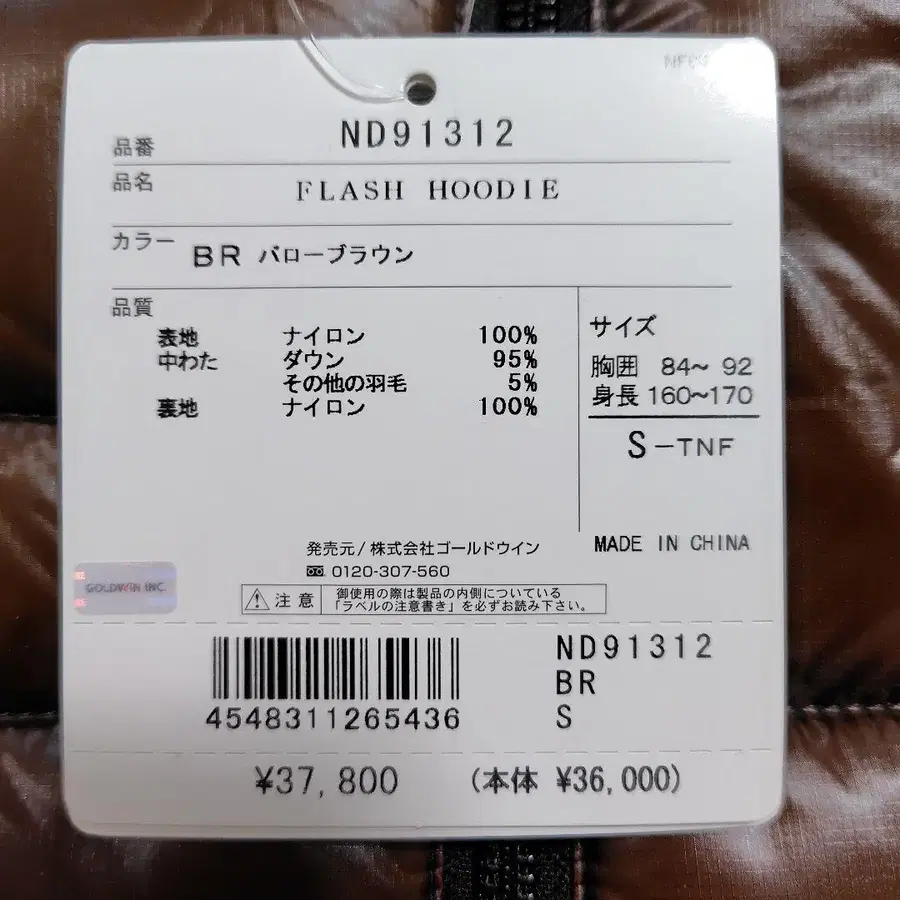 品番 ND91312
品名 FLASH HOODIE
カラー BR バローブラウン
品質
表地 ナイロン 100%
中わた ダウン 95%
その他の羽毛 5%
裏地 ナイロン 100%
サイズ
胸囲 84~ 92
身長 160~170
S-TNF
MADE IN CHINA
発売元/株式会社ゴールドウイン
0120-307-560
GOLDWIN INC.
注意 御使用の際は製品の内側についている
「ラベルの注意書き」を必ずお読み下さい。
4548311265436
ND91312
BR
S
¥37,800 (本体 ¥36,000)